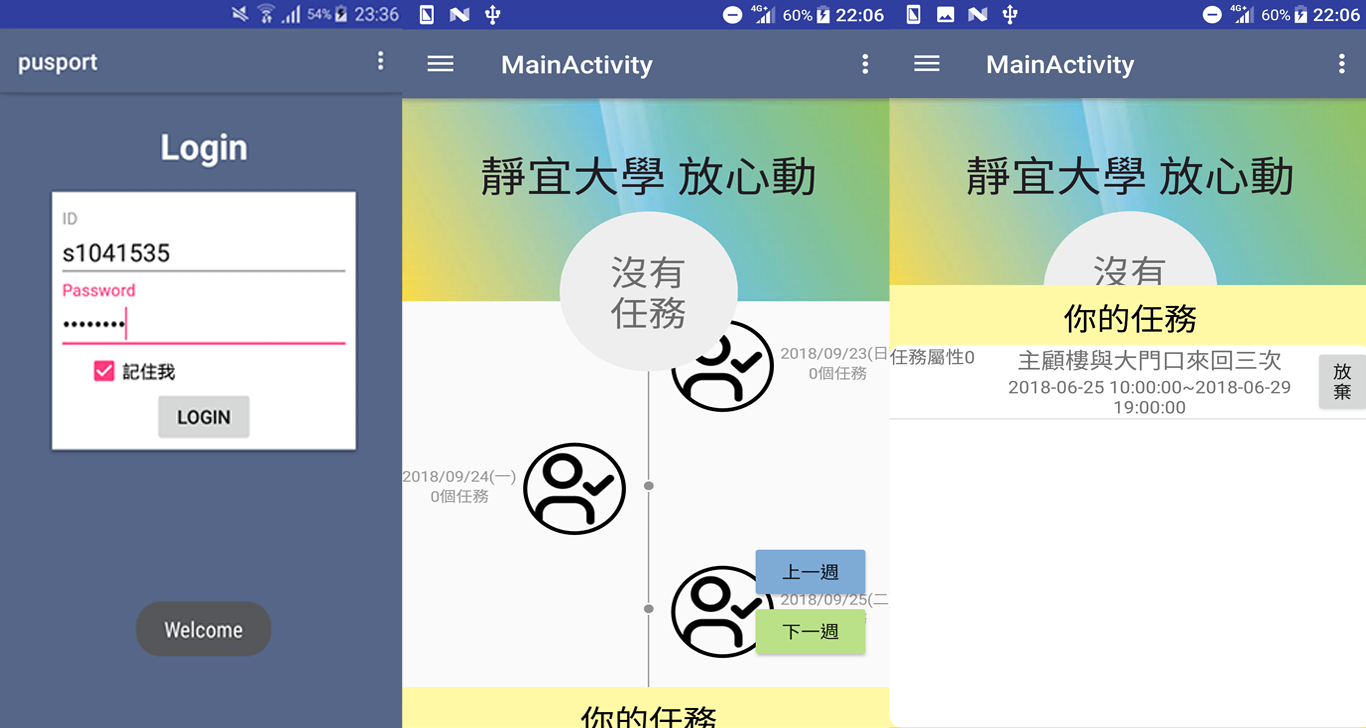 54% 23:36
pusport
Login
ID
s1041535
Password
••••••••
記住我
LOGIN
Welcome
4G+ 60% 22:06
MainActivity
靜宜大學 放心動
沒有
任務
2018/09/23(日
0個任務
2018/09/24(一)
0個任務
上一週
2018/09/25(二
下一週
你的任務
4G+ 60% 22:06
MainActivity
靜宜大學 放心動
沒有
你的任務
任務屬性0
主顧樓與大門口來回三次
2018-06-25 10:00:00~2018-06-29
19:00:00
放
棄